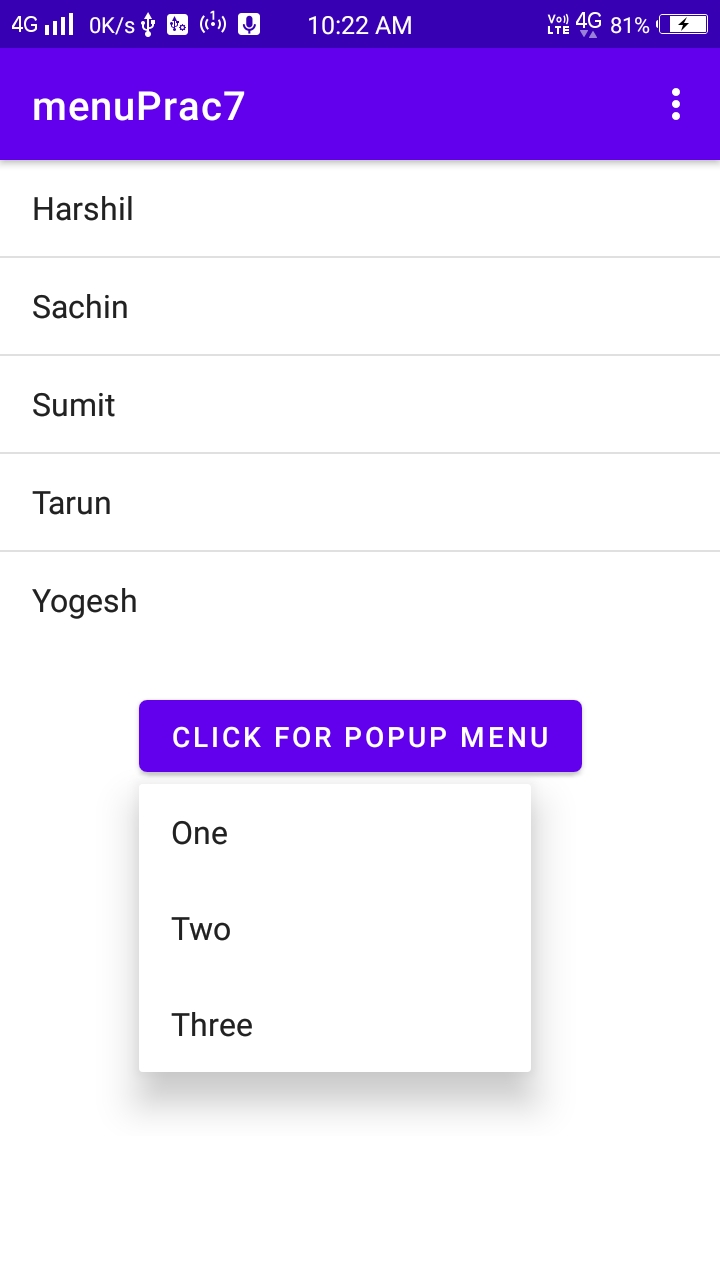 4G 0K/s 10:22 AM Vo)) LTE 4G 81%
menuPrac7
Harshil
Sachin
Sumit
Tarun
Yogesh
CLICK FOR POPUP MENU
One
Two
Three